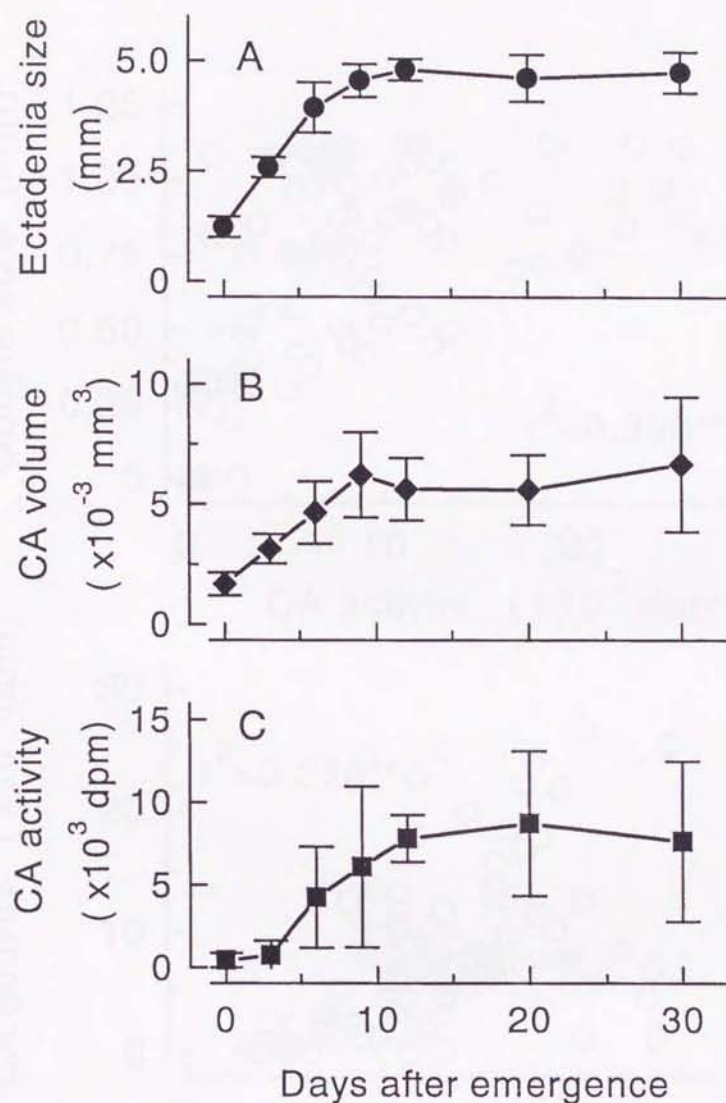 A
Ectadenia size
(mm)
5.0
2.5
0
B
CA volume
(x10-3 mm3)
10
5
0
C
CA activity
(x103 dpm)
15
10
5
0
0 10 20 30
Days after emergence